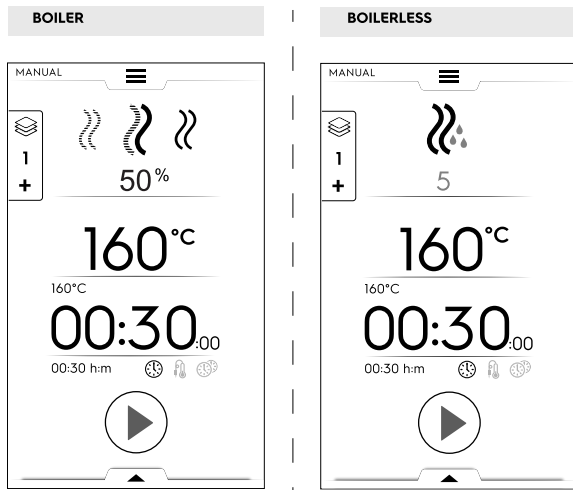 BOILER
MANUAL
1
+
50%
160°C
160°C
00:30:00
00:30 h:m
BOILERLESS
MANUAL
1
+
5
160°C
160°C
00:30:00
00:30 h:m